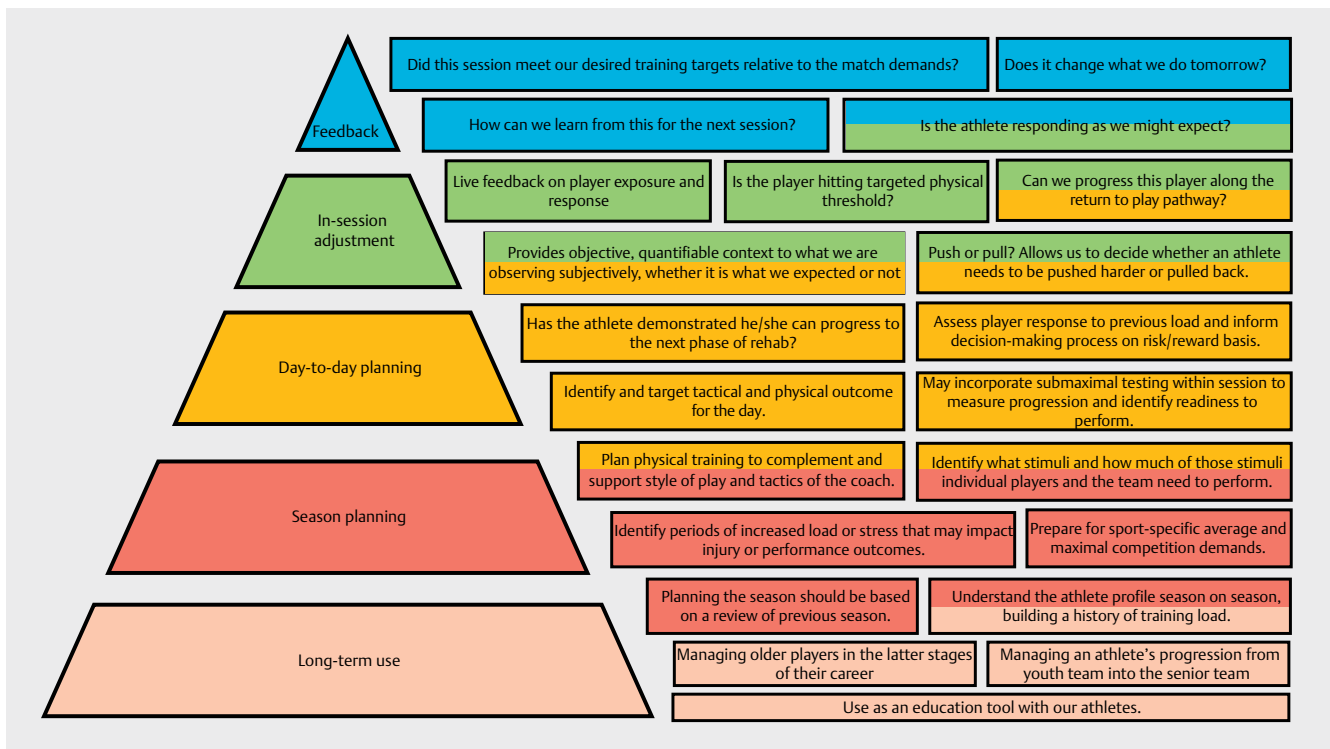 Did this session meet our desired training targets relative to the match demands?
Does it change what we do tomorrow?
Feedback
How can we learn from this for the next session?
Is the athlete responding as we might expect?
Live feedback on player exposure and
response
Is the player hitting targeted physical
threshold?
Can we progress this player along the
return to play pathway?
In-session
adjustment
Provides objective, quantifiable context to what we are
observing subjectively, whether it is what we expected or not
Push or pull? Allows us to decide whether an athlete
needs to be pushed harder or pulled back.
Has the athlete demonstrated he/she can progress to
the next phase of rehab?
Assess player response to previous load and inform
decision-making process on risk/reward basis.
Day-to-day planning
Identify and target tactical and physical outcome
for the day.
May incorporate submaximal testing within session to
measure progression and identify readiness to
perform.
Plan physical training to complement and
support style of play and tactics of the coach.
Identify what stimuli and how much of those stimuli
individual players and the team need to perform.
Season planning
Identify periods of increased load or stress that may impact
injury or performance outcomes.
Prepare for sport-specific average and
maximal competition demands.
Planning the season should be based
on a review of previous season.
Understand the athlete profile season on season,
building a history of training load.
Long-term use
Managing older players in the latter stages
of their career
Managing an athlete's progression from
youth team into the senior team
Use as an education tool with our athletes.